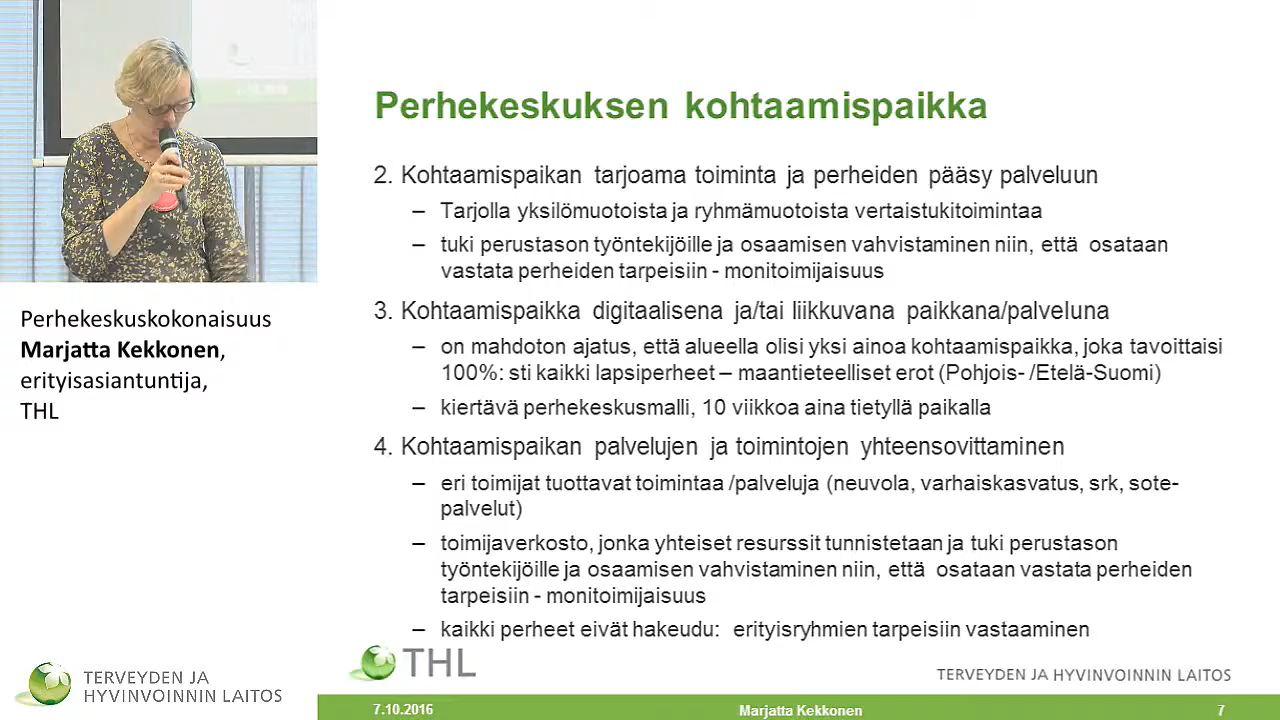 Perhekeskuksen kohtaamispaikka
2. Kohtaamispaikan tarjoama toiminta ja perheiden pääsy palveluun
– Tarjolla yksilömuotoista ja ryhmämuotoista vertaistukitoimintaa
– tuki perustason työntekijöille ja osaamisen vahvistaminen niin, että osataan
vastata perheiden tarpeisiin - monitoimijaisuus
3. Kohtaamispaikka digitaalisena ja/tai liikkuvana paikkana/palveluna
– on mahdoton ajatus, että alueella olisi yksi ainoa kohtaamispaikka, joka tavoittaisi
100%: sti kaikki lapsiperheet – maantieteelliset erot (Pohjois- /Etelä-Suomi)
– kiertävä perhekeskusmalli, 10 viikkoa aina tietyllä paikalla
4. Kohtaamispaikan palvelujen ja toimintojen yhteensovittaminen
– eri toimijat tuottavat toimintaa /palveluja (neuvola, varhaiskasvatus, srk, sote-
palvelut)
– toimijaverkosto, jonka yhteiset resurssit tunnistetaan ja tuki perustason
työntekijöille ja osaamisen vahvistaminen niin, että osataan vastata perheiden
tarpeisiin - monitoimijaisuus
– kaikki perheet eivät hakeudu: erityisryhmien tarpeisiin vastaaminen
THL
TERVEYDEN JA HYVINVOINNIN LAITOS
7.10.2016
Marjatta Kekkonen
7
Perhekeskuskokonaisuus
Marjatta Kekkonen,
erityisasiantuntija,
THL
TERVEYDEN JA
HYVINVOINNIN LAITOS